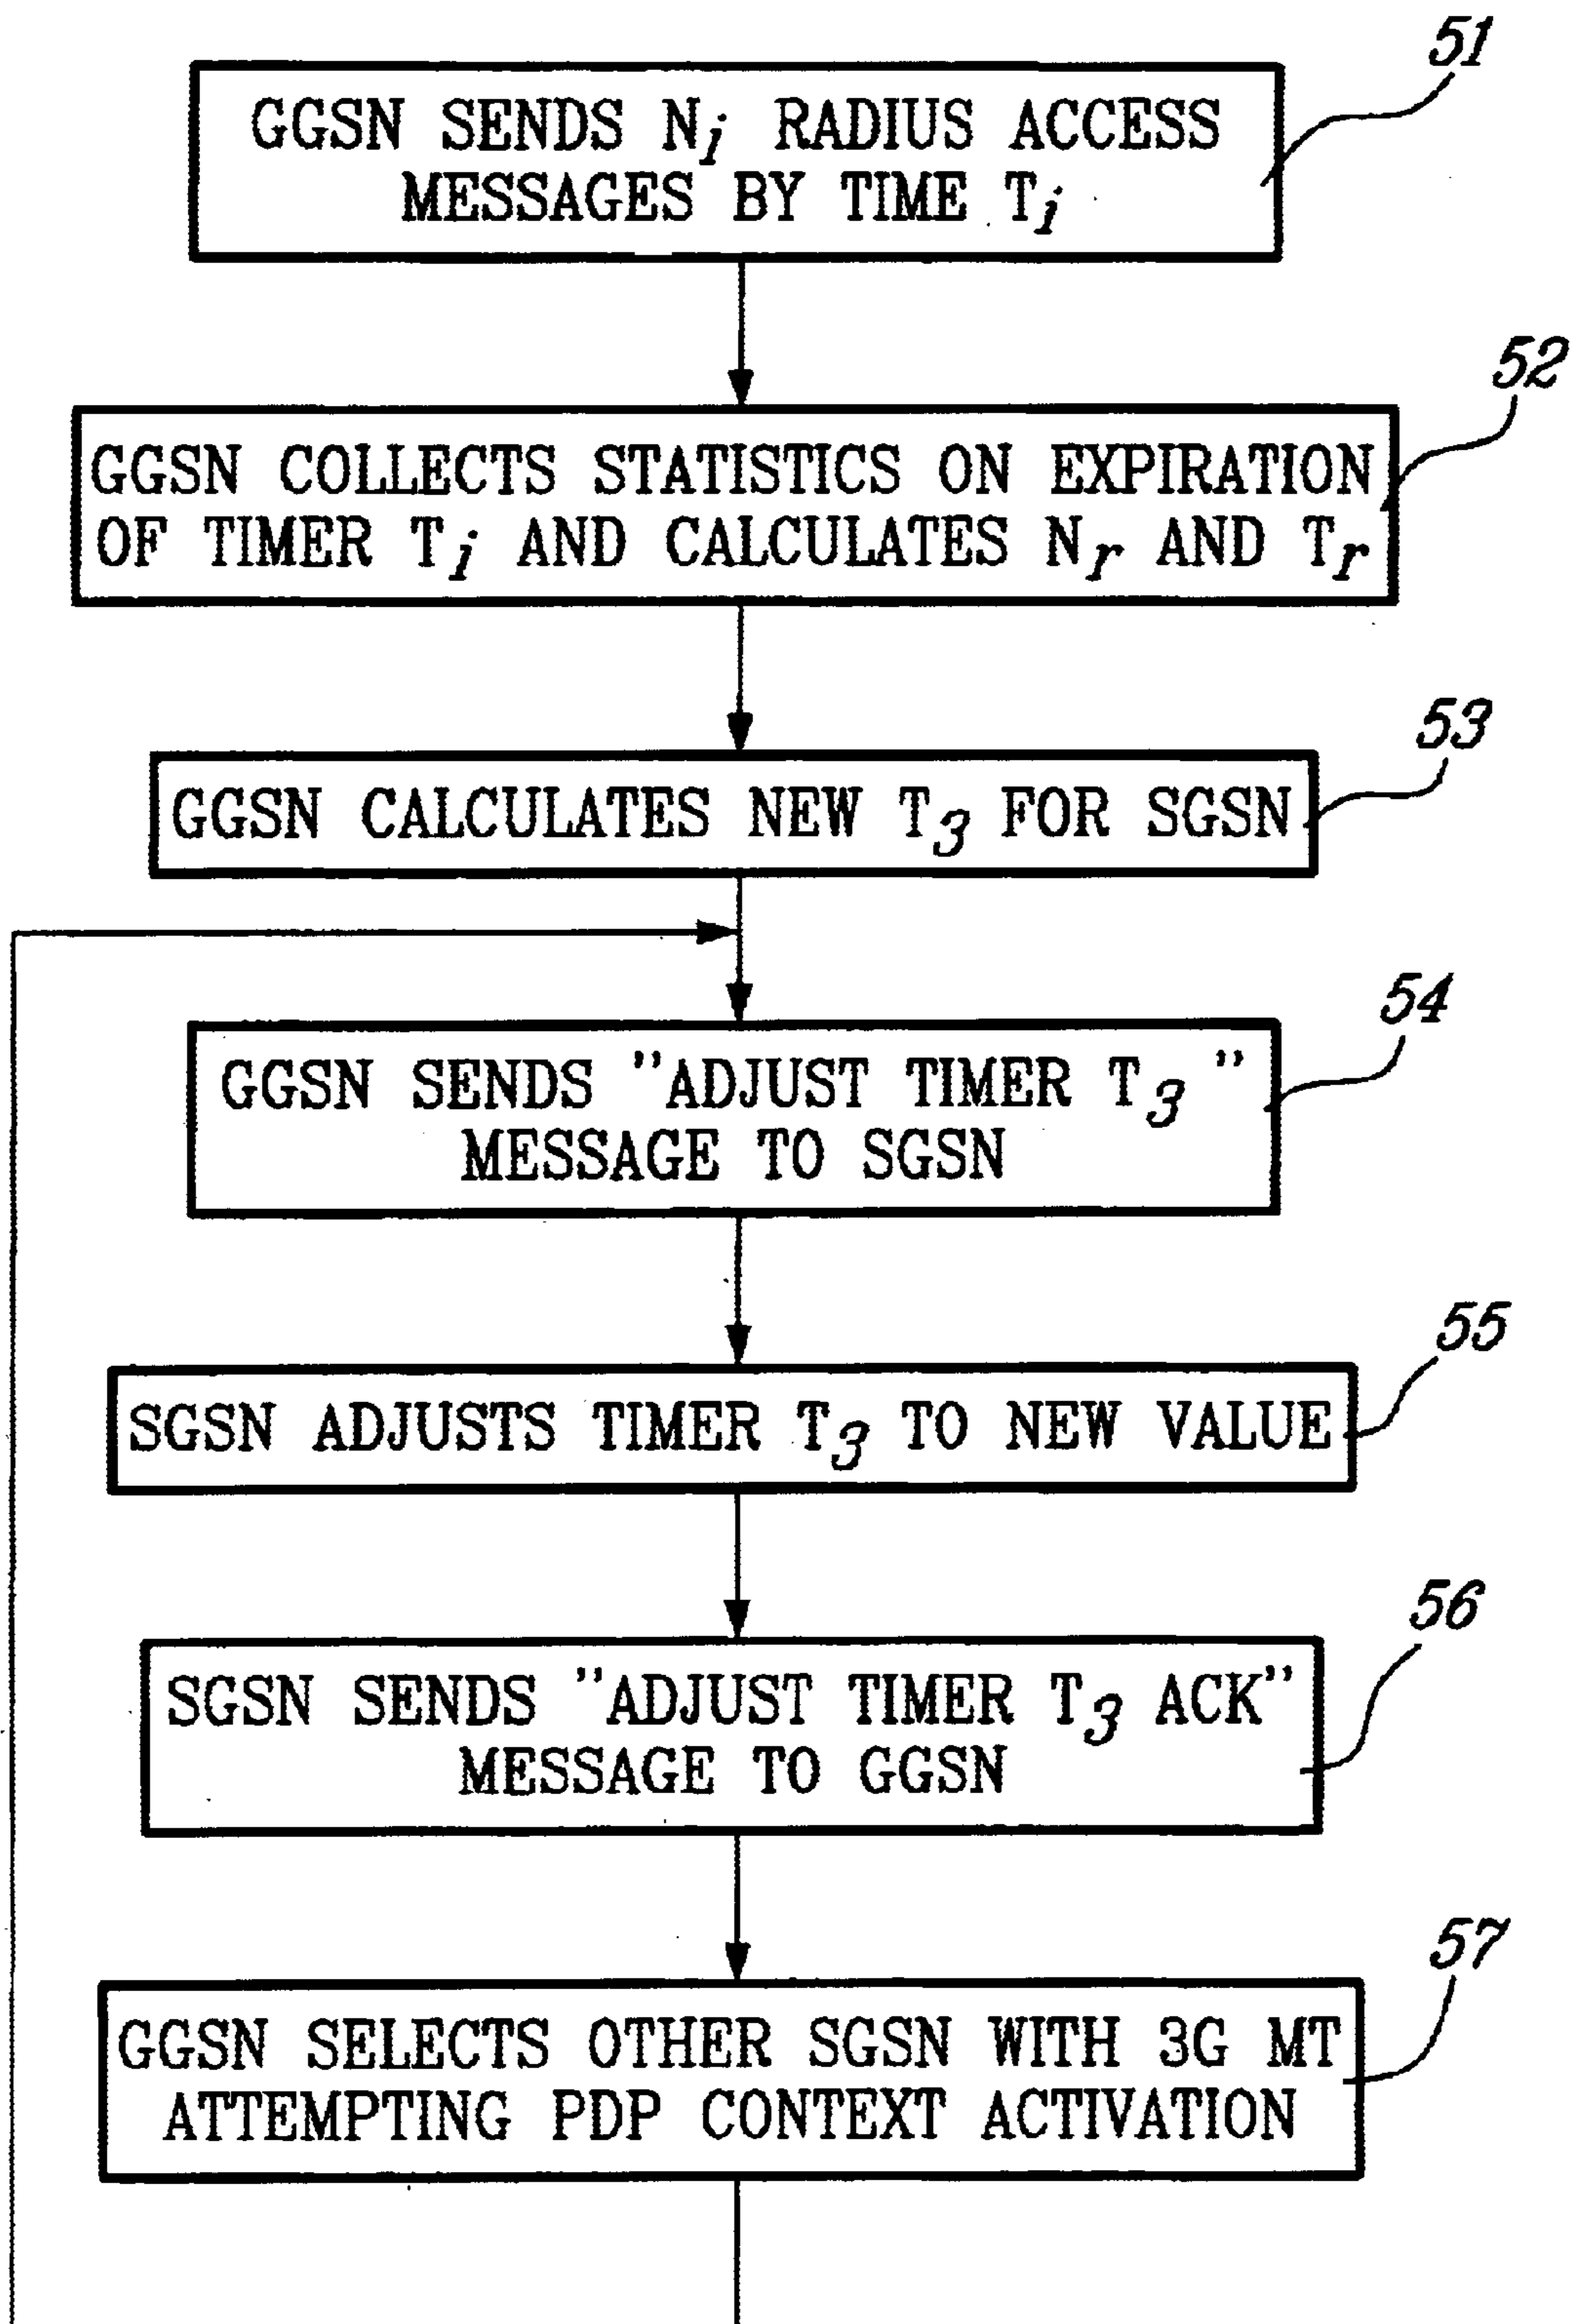 51
GGSN SENDS Ni RADIUS ACCESS
MESSAGES BY TIME Ti
52
GGSN COLLECTS STATISTICS ON EXPIRATION
OF TIMER Ti AND CALCULATES Nr AND Tr
53
GGSN CALCULATES NEW T3 FOR SGSN
54
GGSN SENDS "ADJUST TIMER T3 "
MESSAGE TO SGSN
55
SGSN ADJUSTS TIMER T3 TO NEW VALUE
56
SGSN SENDS "ADJUST TIMER T3 ACK"
MESSAGE TO GGSN
57
GGSN SELECTS OTHER SGSN WITH 3G MT
ATTEMPTING PDP CONTEXT ACTIVATION